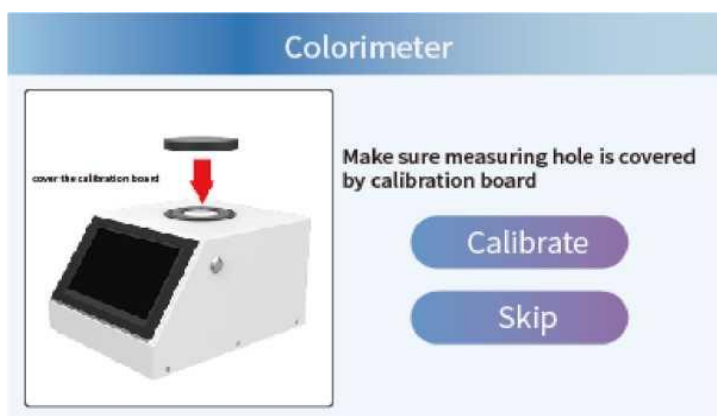 Colorimeter
cover the calibration board
Make sure measuring hole is covered
by calibration board
Calibrate
Skip